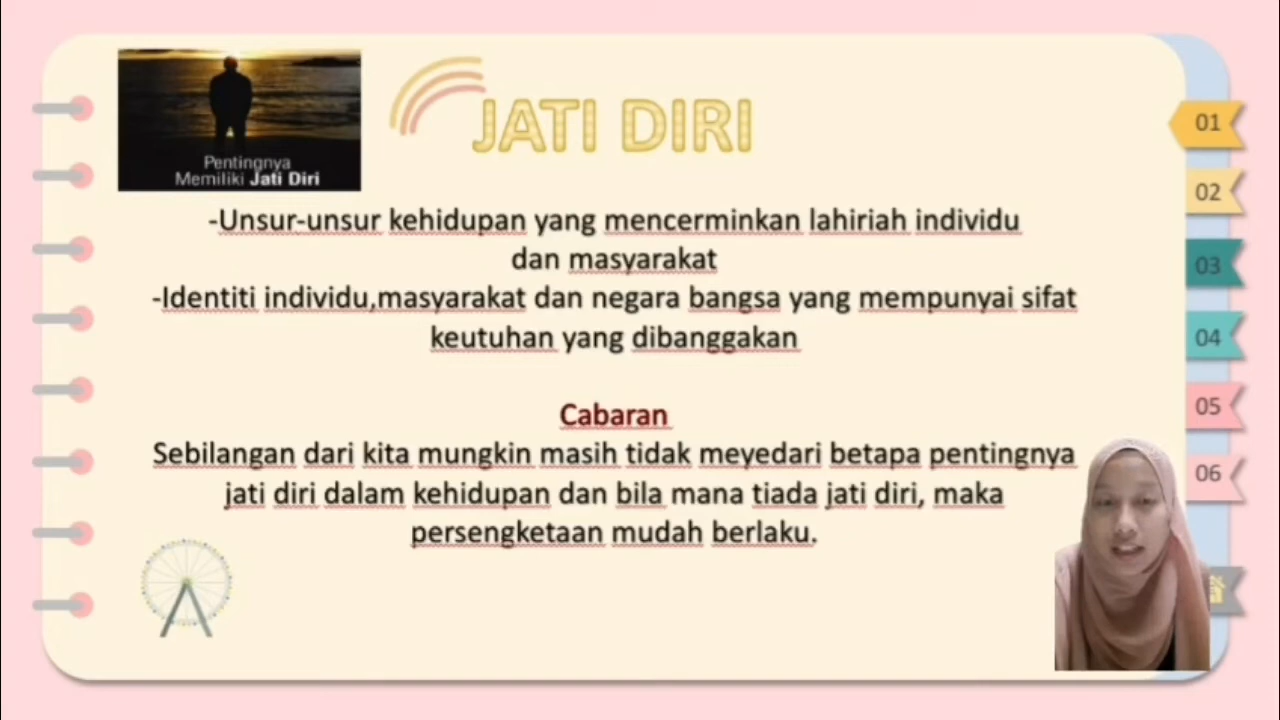 Pentingnya
Memiliki Jati Diri
JATI DIRI
-Unsur-unsur kehidupan yang mencerminkan lahiriah individu
dan masyarakat
-Identiti individu,masyarakat dan negara bangsa yang mempunyai sifat
keutuhan yang dibanggakan
Cabaran
Sebilangan dari kita mungkin masih tidak meyedari betapa pentingnya
jati diri dalam kehidupan dan bila mana tiada jati diri, maka
persengketaan mudah berlaku.
01
02
03
04
05
06